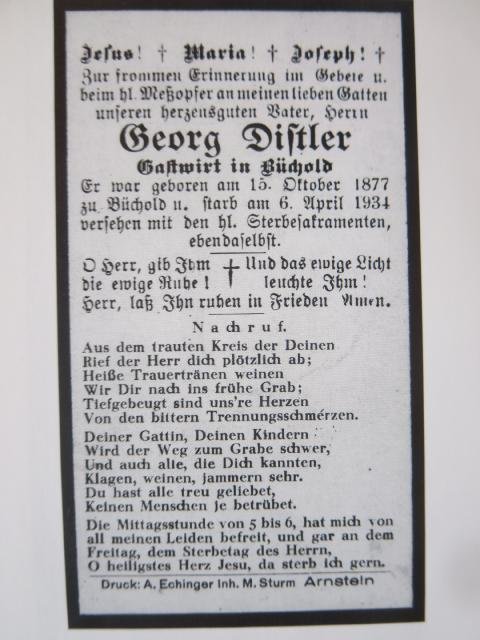 Jesus! † Maria! † Joseph! †
Zur frommen Erinnerung im Gebete u.
beim hl. Meßopfer an meinen lieben Gatten
unseren herzensguten Vater, Herrn
Georg Distler
Gastwirt in Büchold
Er war geboren am 15. Oktober 1877
zu Büchold u. starb am 6. April 1934
versehen mit den hl. Sterbesakramenten,
ebendaselbst.
O Herr, gib Ihm † Und das ewige Licht
die ewige Ruhe! leuchte Ihm!
Herr, laß Ihn ruben in Frieden Amen.
Nachruf.
Aus dem trauten Kreis der Deinen
Rief der Herr dich plötzlich ab;
Heiße Trauertränen weinen
Wir Dir nach ins frühe Grab;
Tiefgebeugt sind uns're Herzen
Von den bittern Trennungsschmerzen.
Deiner Gattin, Deinen Kindern
Wird der Weg zum Grabe schwer,
Und auch alle, die Dich kannten,
Klagen, weinen, jammern sehr.
Du hast alle treu geliebet,
Keinen Menschen je betrübet.
Die Mittagsstunde von 5 bis 6, hat mich von
all meinen Leiden befreit, und gar an dem
Freitag, dem Sterbetag des Herrn,
O heiligstes Herz Jesu, da sterb ich gern.
Druck: A. Echinger Inh. M. Sturm Arnstein